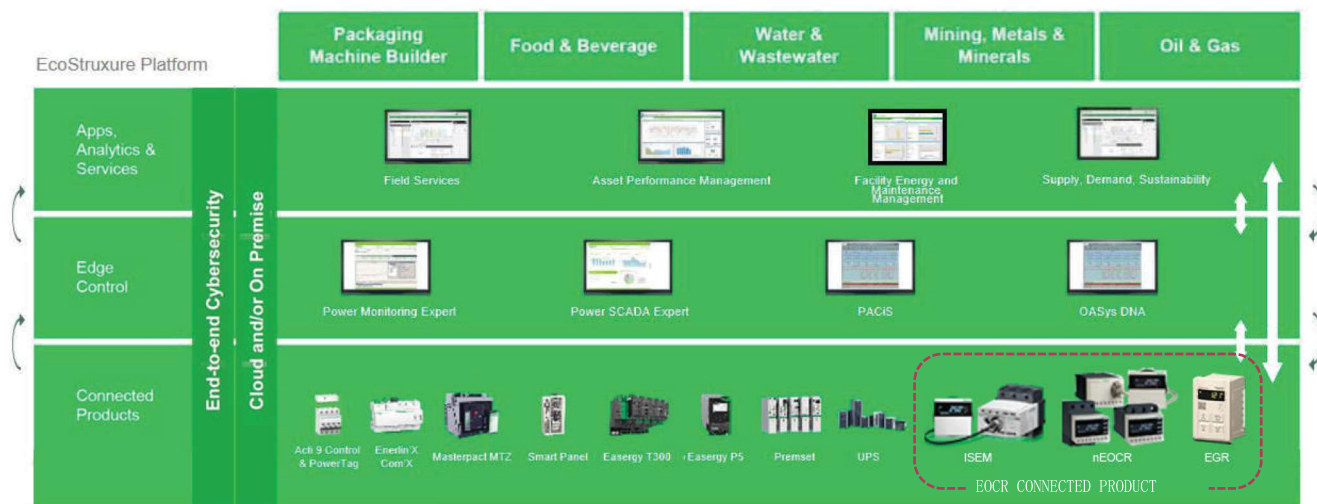 EcoStruxure Platform
Packaging
Machine Builder
Food & Beverage
Water &
Wastewater
Mining, Metals &
Minerals
Oil & Gas
Apps,
Analytics &
Services
End-to-end Cybersecurity
Cloud and/or On Premise
Field Services
Asset Performance Management
Facility Energy and
Maintenance
Management
Supply, Demand, Sustainability
Edge
Control
Power Monitoring Expert
Power SCADA Expert
PACiS
OASys DNA
Connected
Products
Acti 9 Control
& PowerTag
Enerlin'X
Com'X
Masterpact MTZ
Smart Panel
Easergy T300
Easergy P5
Premset
UPS
ISEM
nEOCR
EGR
EOCR CONNECTED PRODUCT